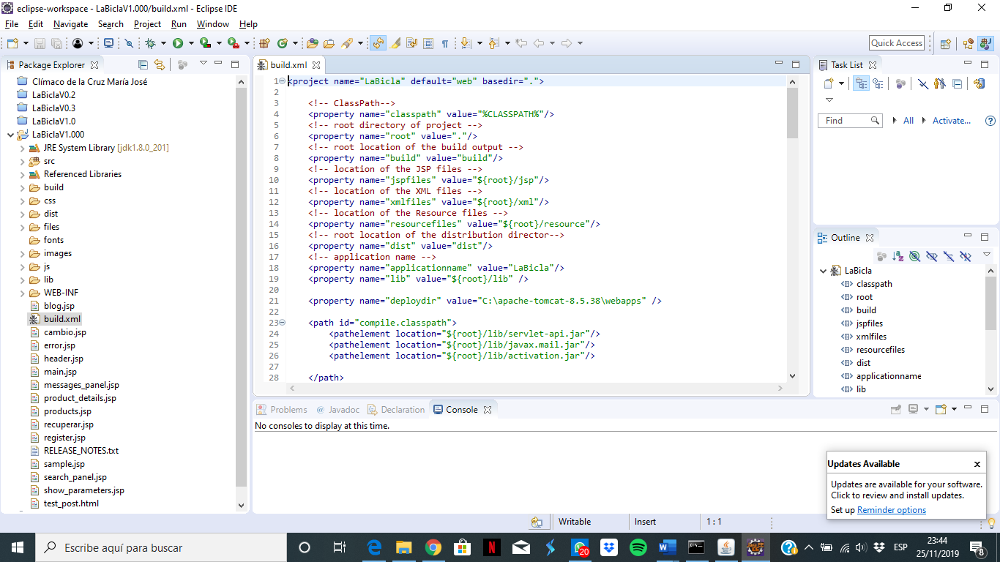 eclipse-workspace - LaBiclaV1.000/build.xml - Eclipse IDE
File Edit Navigate Search Project Run Window Help
Quick Access
Package Explorer
Clímaco de la Cruz María José
LaBiclaV0.2
LaBiclaV0.3
LaBiclaV1.0
LaBiclaV1.000
JRE System Library [jdk1.8.0_201]
src
Referenced Libraries
build
css
dist
files
fonts
images
js
lib
WEB-INF
blog.jsp
build.xml
cambio.jsp
error.jsp
header.jsp
main.jsp
messages_panel.jsp
product_details.jsp
products.jsp
recuperar.jsp
register.jsp
RELEASE_NOTES.txt
sample.jsp
search_panel.jsp
show_parameters.jsp
test_post.html
build.xml
1 <project name="LaBicla" default="web" basedir=".">
2
3 <!-- ClassPath-->
4 <property name="classpath" value="%CLASSPATH%"/>
5 <!-- root directory of project -->
6 <property name="root" value="."/>
7 <!-- root location of the build output -->
8 <property name="build" value="build"/>
9 <!-- location of the JSP files -->
10 <property name="jspfiles" value="${root}/jsp"/>
11 <!-- location of the XML files -->
12 <property name="xmlfiles" value="${root}/xml"/>
13 <!-- location of the Resource files -->
14 <property name="resourcefiles" value="${root}/resource"/>
15 <!-- root location of the distribution director-->
16 <property name="dist" value="dist"/>
17 <!-- application name -->
18 <property name="applicationname" value="LaBicla"/>
19 <property name="lib" value="${root}/lib" />
20
21 <property name="deploydir" value="C:\apache-tomcat-8.5.38\webapps" />
22
23 <path id="compile.classpath">
24 <pathelement location="${root}/lib/servlet-api.jar"/>
25 <pathelement location="${root}/lib/javax.mail.jar"/>
26 <pathelement location="${root}/lib/activation.jar"/>
27
28 </path>
Task List
Find All Activate...
Outline
LaBicla
classpath
root
build
jspfiles
xmlfiles
resourcefiles
dist
applicationname
lib
Problems Javadoc Declaration Console
No consoles to display at this time.
Updates Available
Updates are available for your software.
Click to review and install updates.
Set up Reminder options
Writable Insert 1 : 1
Escribe aquí para buscar
20
ESP
23:44
25/11/2019
8